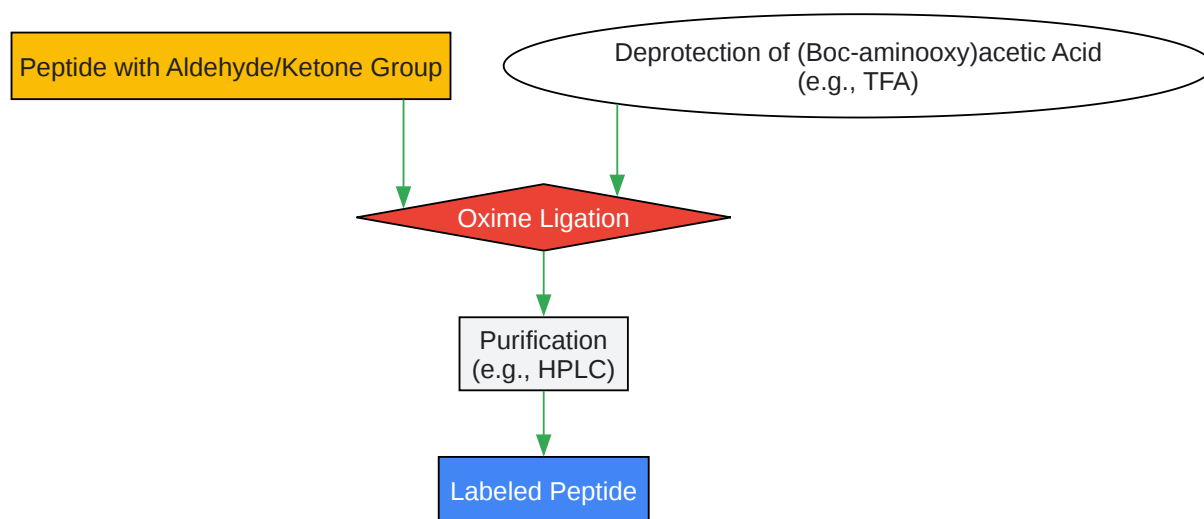 Peptide with Aldehyde/Ketone Group
Deprotection of (Boc-aminooxy)acetic Acid
(e.g., TFA)
Oxime Ligation
Purification
(e.g., HPLC)
Labeled Peptide